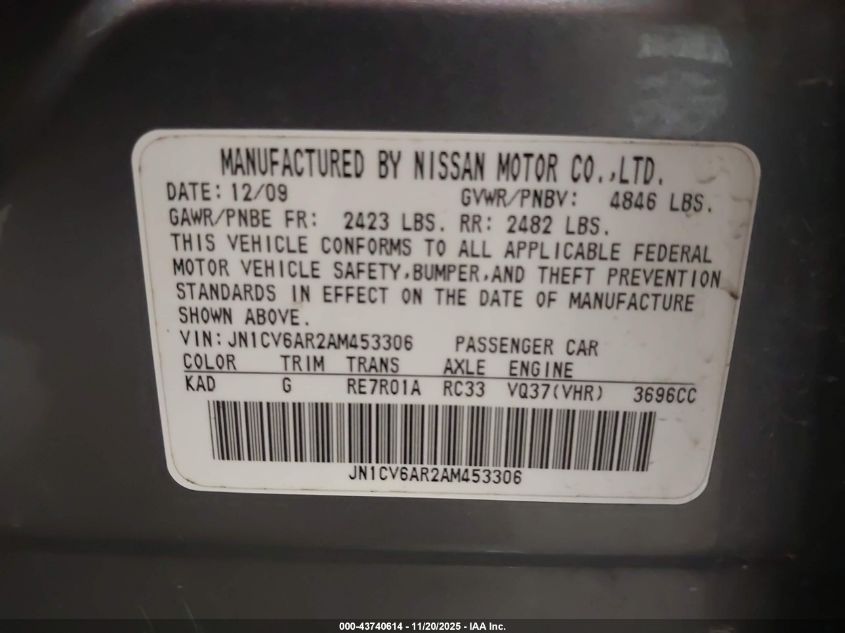 MANUFACTURED BY NISSAN MOTOR CO.,LTD.
DATE: 12/09 GVWR/PNBV: 4846 LBS.
GAWR/PNBE FR: 2423 LBS. RR: 2482 LBS.
THIS VEHICLE CONFORMS TO ALL APPLICABLE FEDERAL
MOTOR VEHICLE SAFETY,BUMPER,AND THEFT PREVENTION
STANDARDS IN EFFECT ON THE DATE OF MANUFACTURE
SHOWN ABOVE.
VIN: JN1CV6AR2AM453306 PASSENGER CAR
COLOR TRIM TRANS AXLE ENGINE
KAD G RE7R01A RC33 VQ37(VHR) 3696CC
JN1CV6AR2AM453306
000-43740614 - 11/20/2025 - IAA Inc.